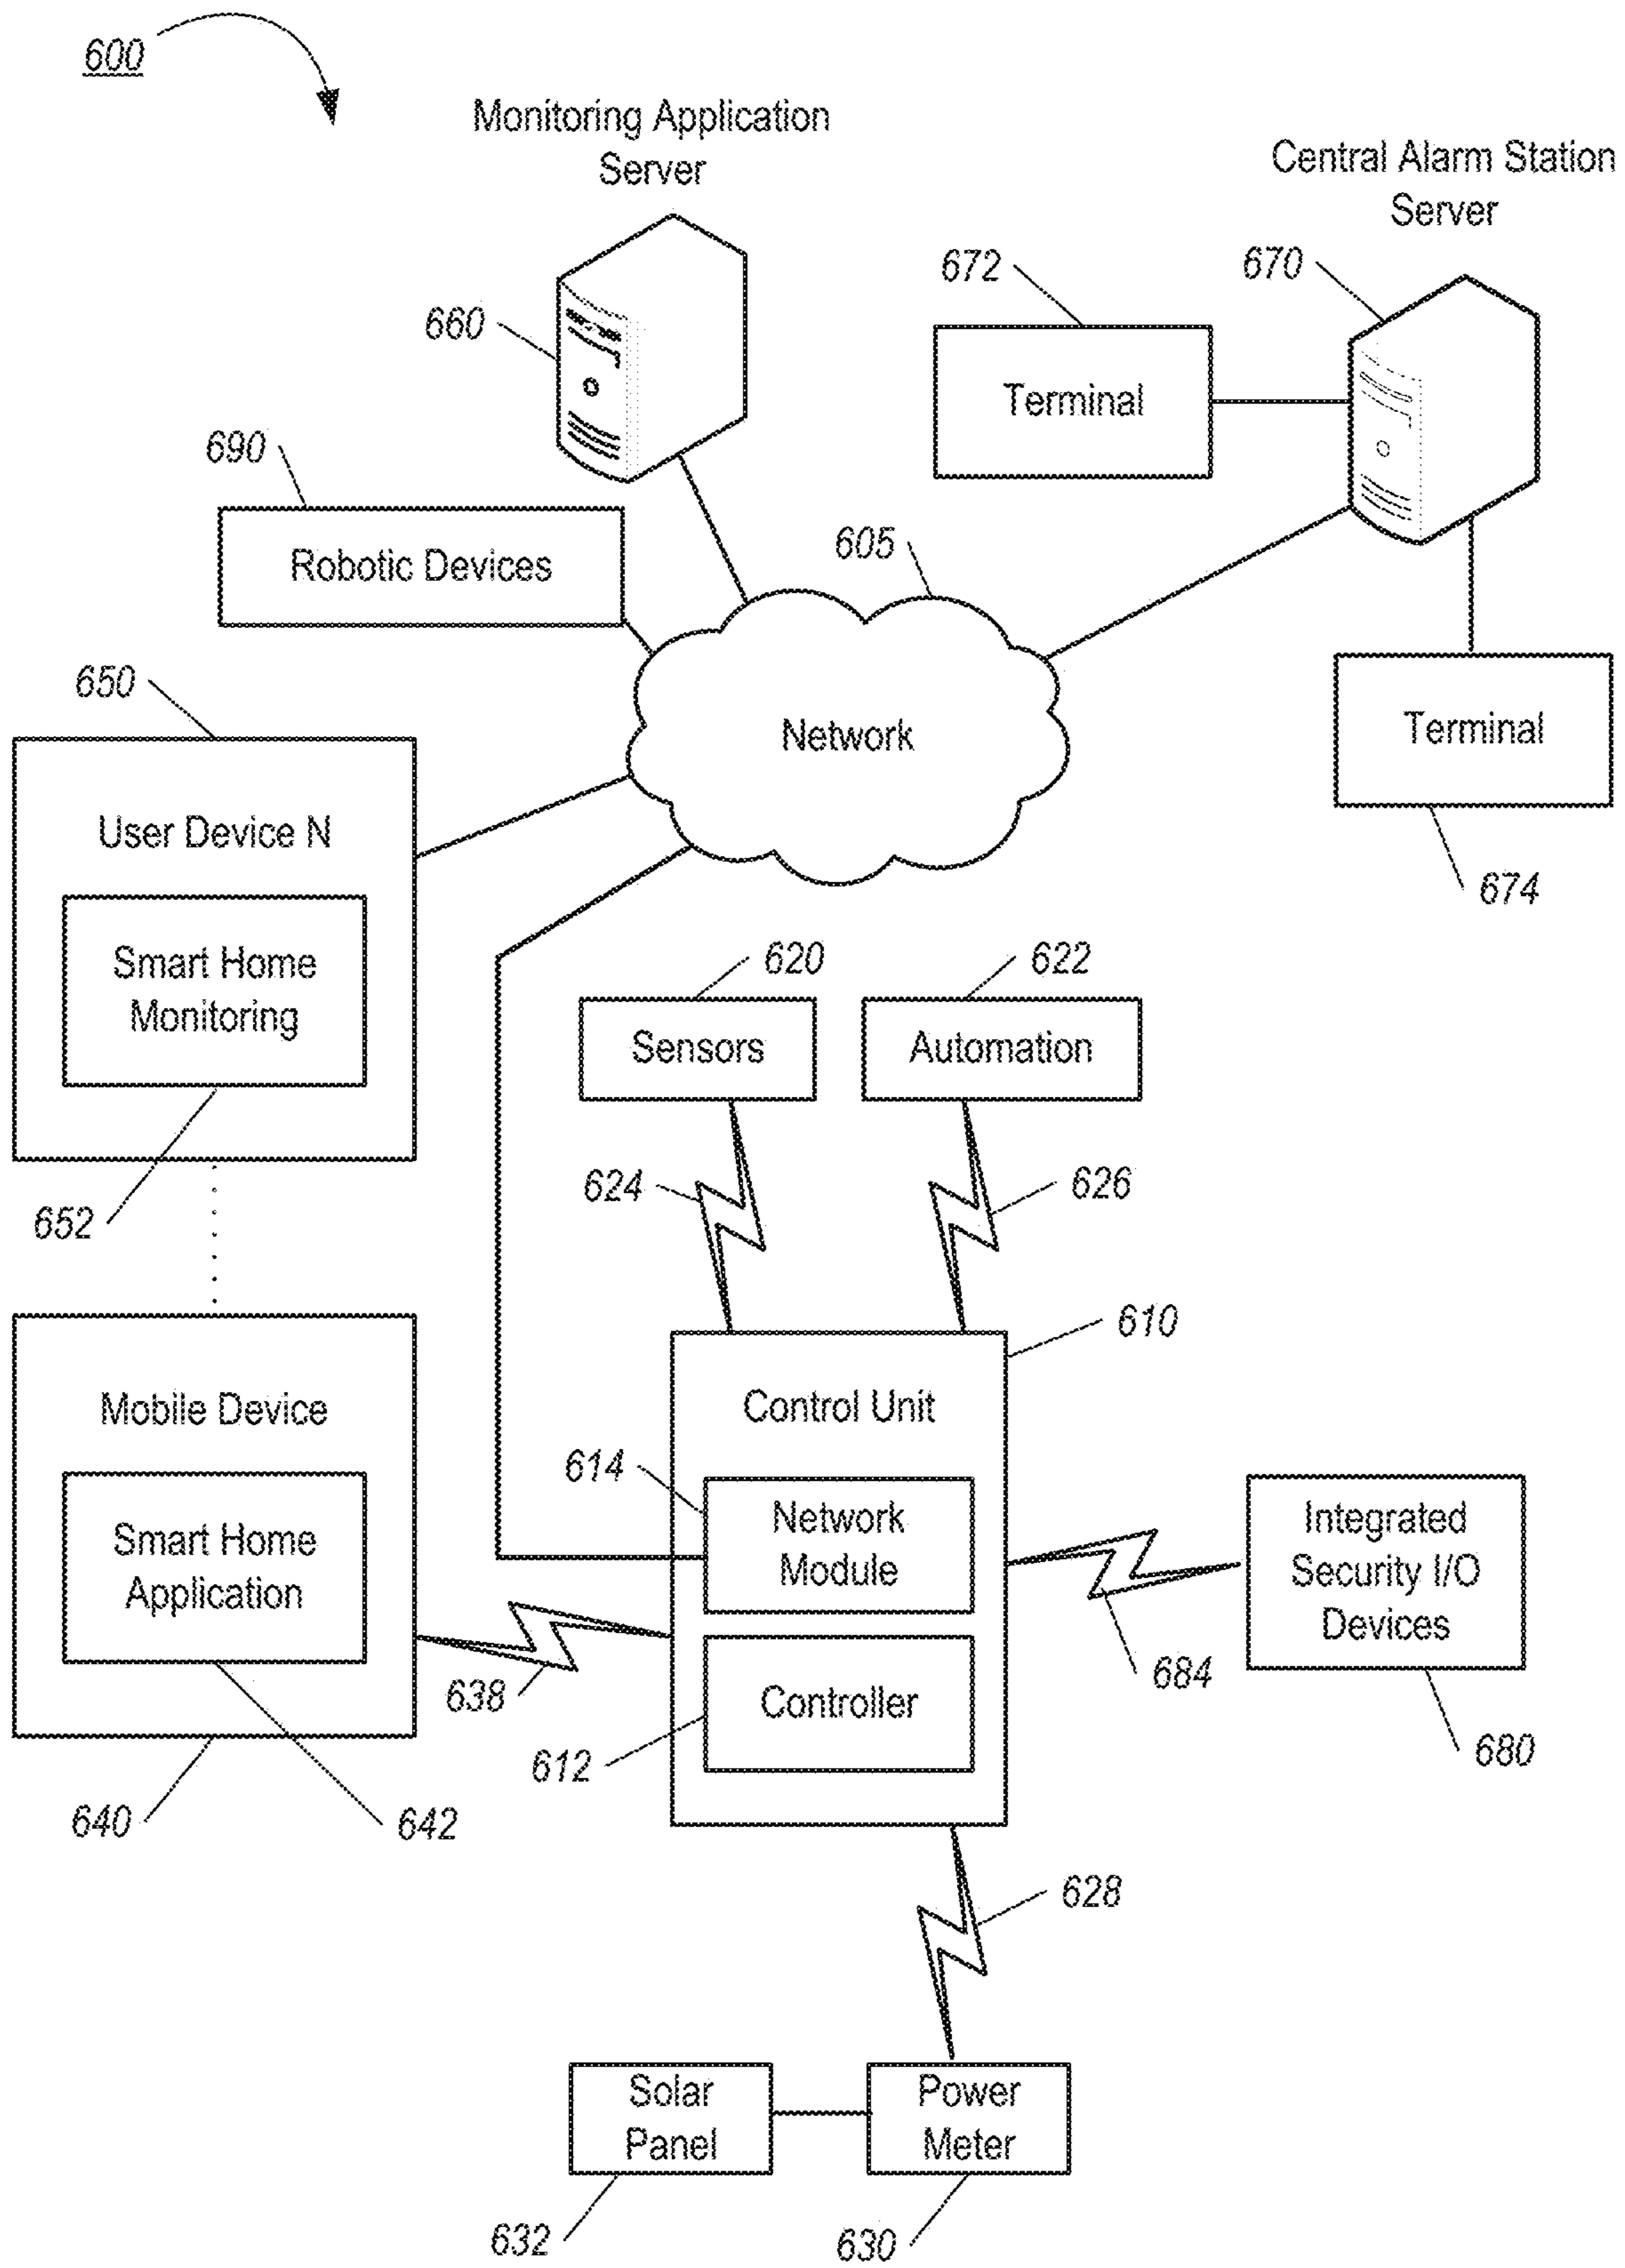 600
Monitoring Application
Server
Central Alarm Station
Server
672
670
660
Terminal
690
605
Robotic Devices
650
Network
Terminal
User Device N
674
Smart Home
Monitoring
620
622
Sensors
Automation
624
626
652
610
Mobile Device
Control Unit
614
Smart Home
Application
Network
Module
Integrated
Security I/O
Devices
638
684
Controller
612
680
640
642
628
Solar
Panel
Power
Meter
632
630